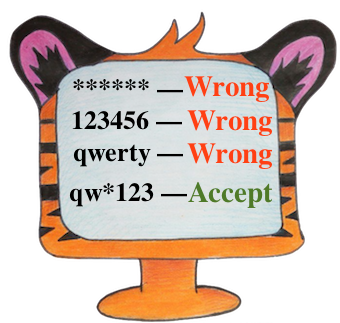 ****** —Wrong
123456 —Wrong
qwerty —Wrong
qw*123 —Accept